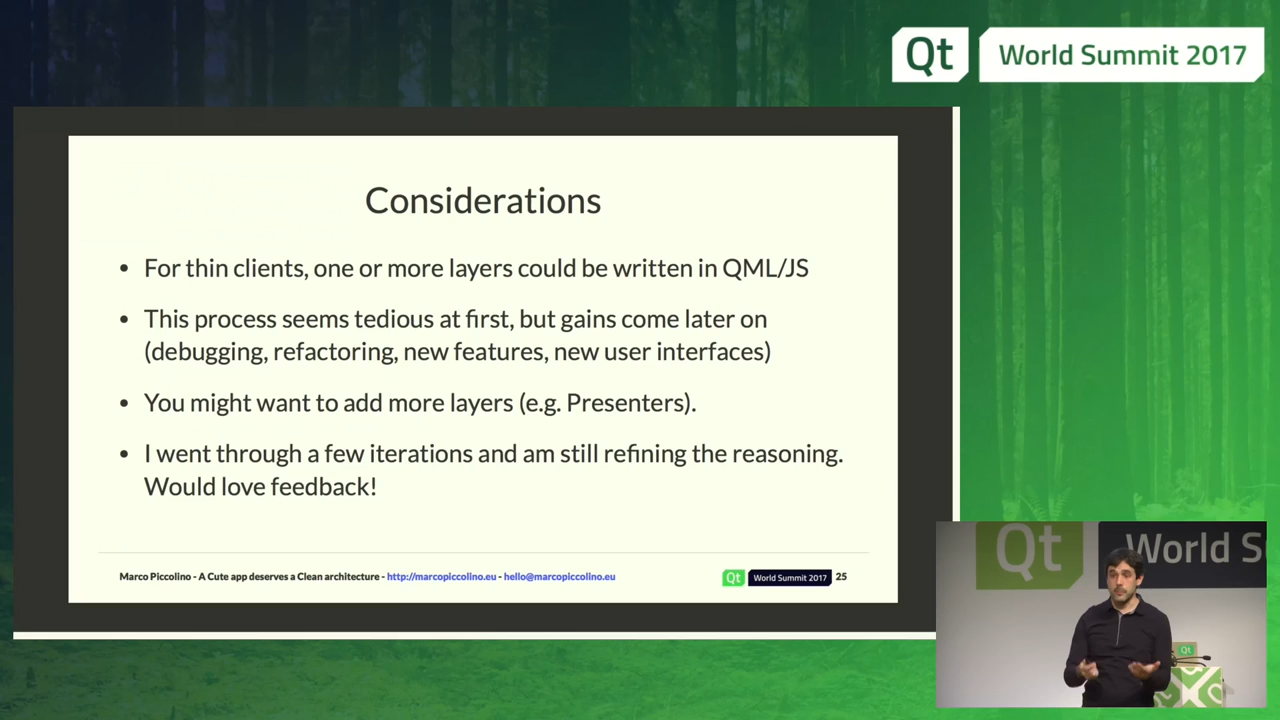 Qt World Summit 2017
Considerations
• For thin clients, one or more layers could be written in QML/JS
• This process seems tedious at first, but gains come later on
(debugging, refactoring, new features, new user interfaces)
• You might want to add more layers (e.g. Presenters).
• I went through a few iterations and am still refining the reasoning.
Would love feedback!
Marco Piccolino - A Cute app deserves a Clean architecture - http://marcopiccolino.eu - hello@marcopiccolino.eu
Qt World Summit 2017 25
Qt World S
Qt